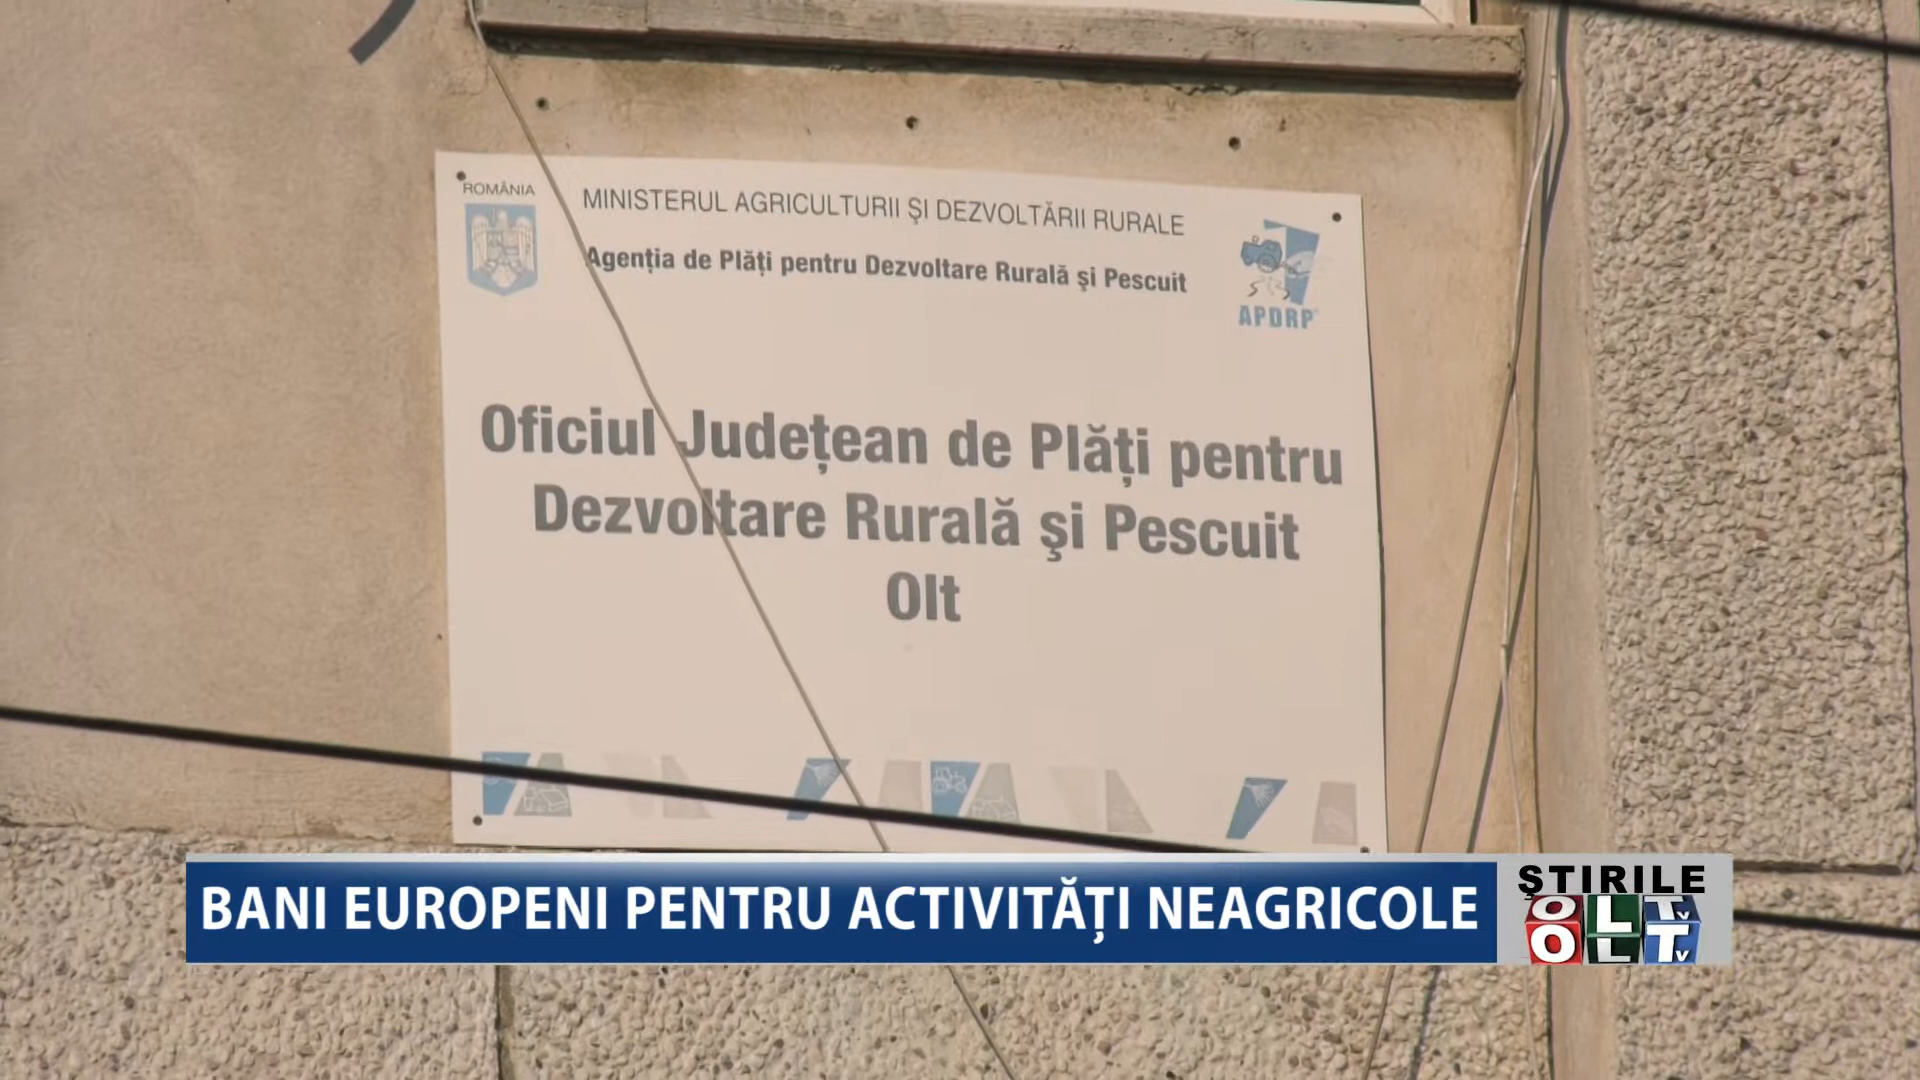 ROMÂNIA
MINISTERUL AGRICULTURII ŞI DEZVOLTĂRII RURALE
Agenția de Plăți pentru Dezvoltare Rurală şi Pescuit
APDRP
Oficiul Județean de Plăți pentru
Dezvoltare Rurală şi Pescuit
Olt
BANI EUROPENI PENTRU ACTIVITĂȚI NEAGRICOLE
ŞTIRILE
OLT TV